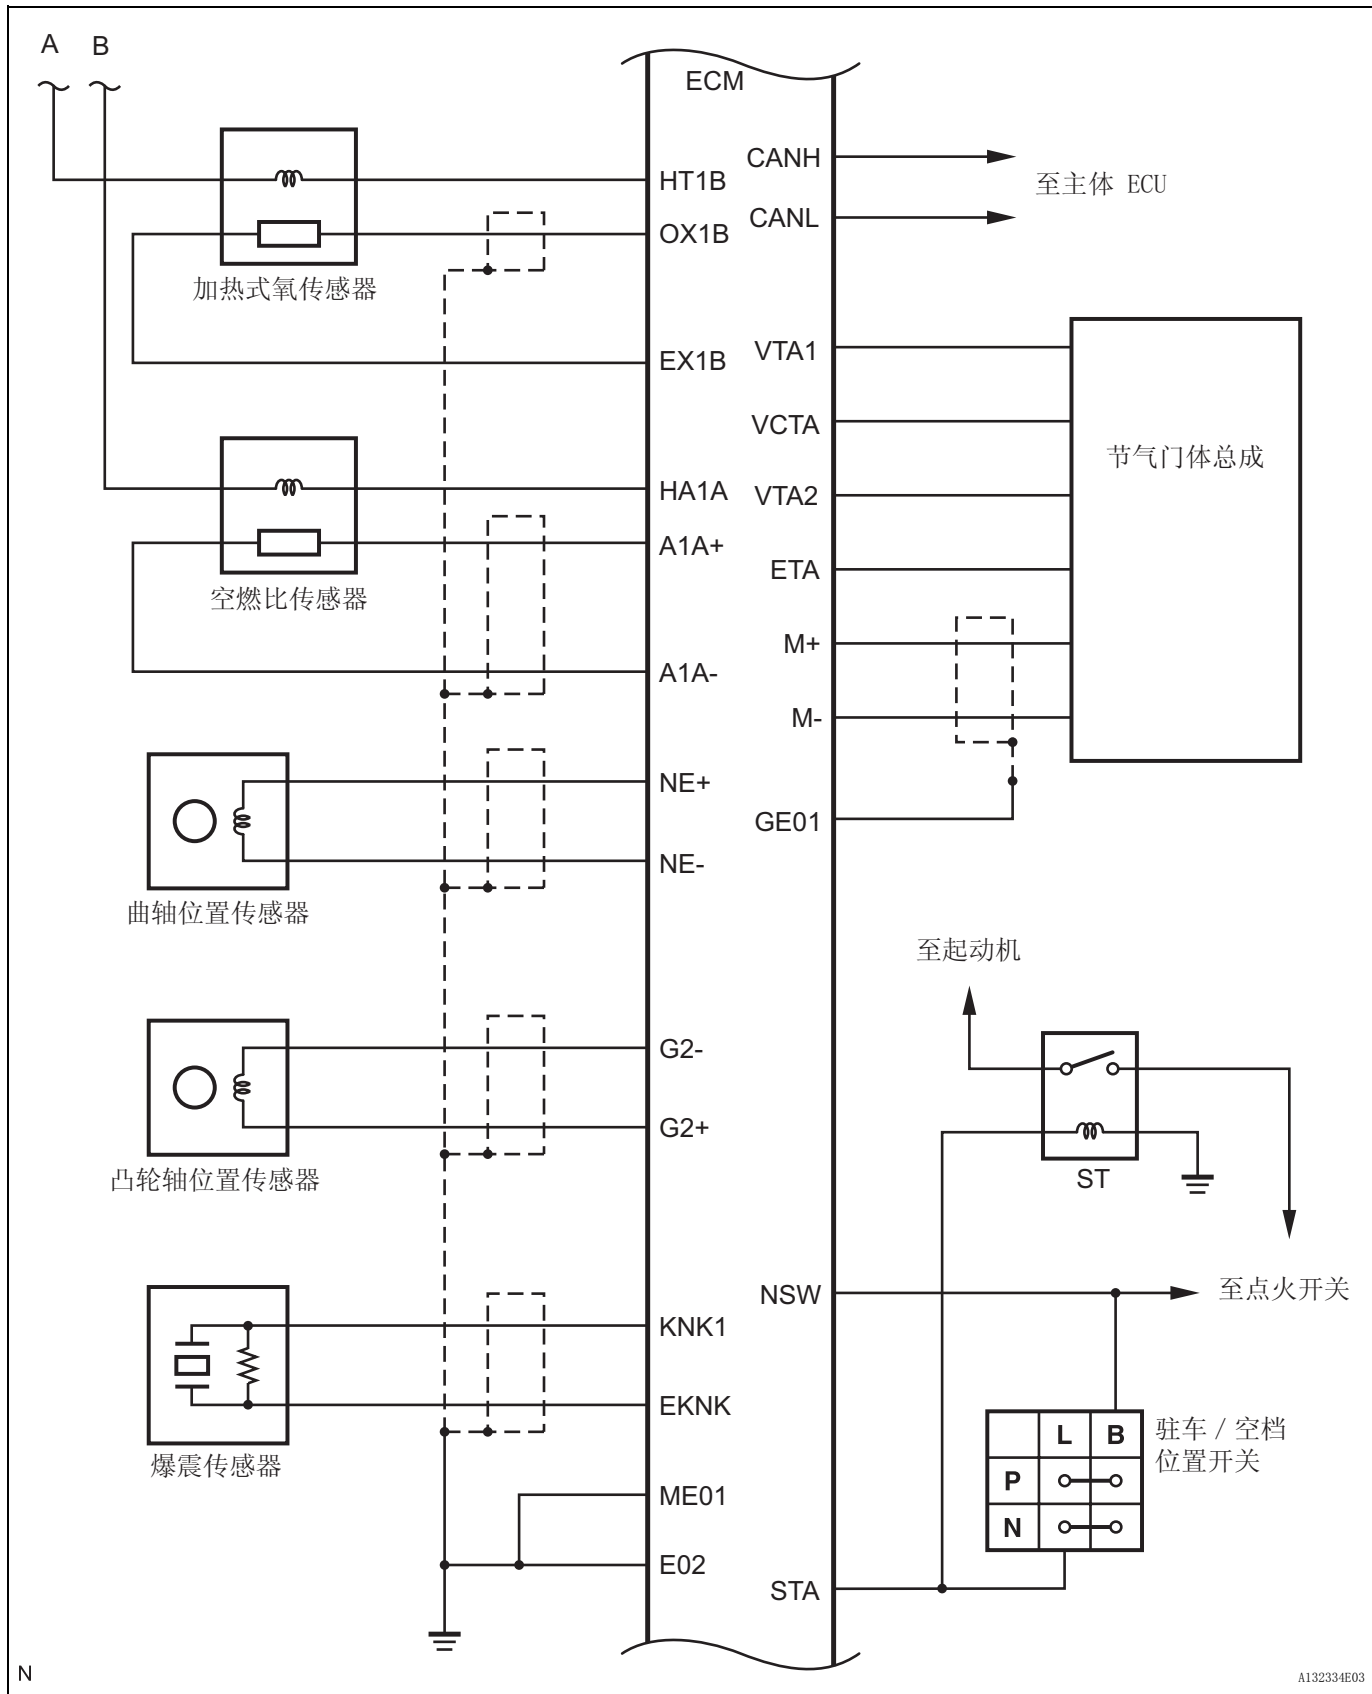 A B
ECM
HT1B
OX1B
加热式氧传感器
EX1B
HA1A
A1A+
空燃比传感器
A1A-
NE+
NE-
曲轴位置传感器
G2-
G2+
凸轮轴位置传感器
KNK1
EKNK
爆震传感器
ME01
E02
CANH
至主体 ECU
CANL
VTA1
VCTA
节气门体总成
VTA2
ETA
M+
M-
GE01
至起动机
ST
NSW
至点火开关
L B
驻车 / 空档
位置开关
P
N
STA
N
A132334E03